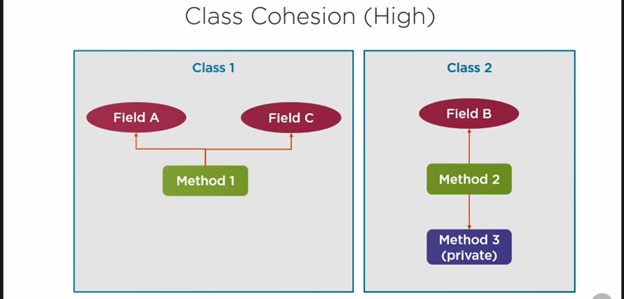 Class Cohesion (High)
Class 1
Class 2
Field A
Field C
Field B
Method 1
Method 2
Method 3
(private)